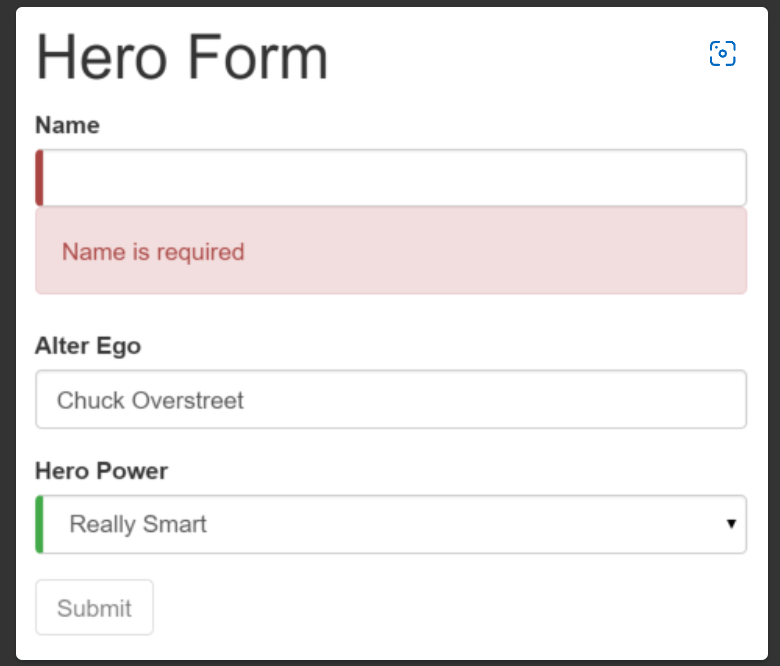 Hero Form
Name
Name is required
Alter Ego
Chuck Overstreet
Hero Power
Really Smart
Submit